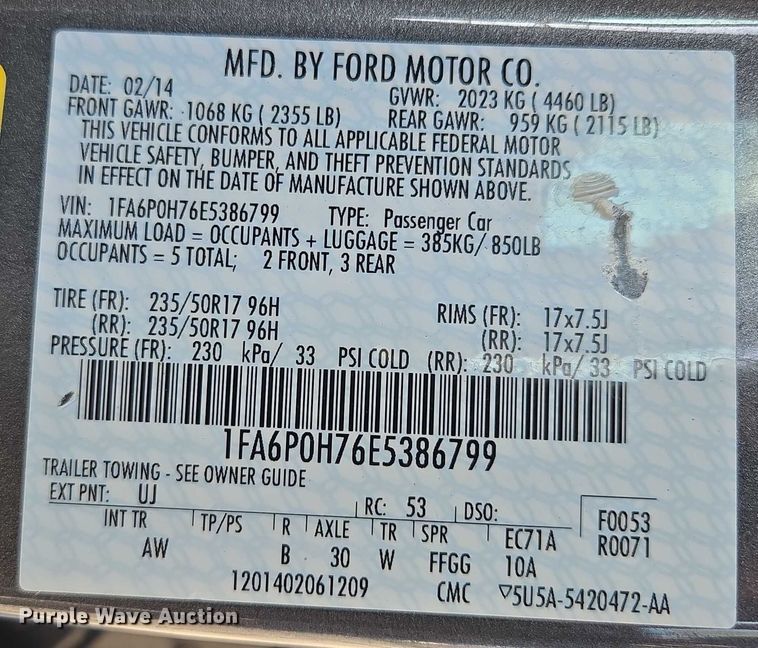 MFD. BY FORD MOTOR CO.
DATE: 02/14 GVWR: 2023 KG ( 4460 LB)
FRONT GAWR: 1068 KG ( 2355 LB) REAR GAWR: 959 KG ( 2115 LB)
THIS VEHICLE CONFORMS TO ALL APPLICABLE FEDERAL MOTOR
VEHICLE SAFETY, BUMPER, AND THEFT PREVENTION STANDARDS
IN EFFECT ON THE DATE OF MANUFACTURE SHOWN ABOVE.
VIN: 1FA6P0H76E5386799 TYPE: Passenger Car
MAXIMUM LOAD = OCCUPANTS + LUGGAGE = 385KG/ 850LB
OCCUPANTS = 5 TOTAL; 2 FRONT, 3 REAR
TIRE (FR): 235/50R17 96H RIMS (FR): 17x7.5J
(RR): 235/50R17 96H (RR): 17x7.5J
PRESSURE (FR): 230 kPa/ 33 PSI COLD (RR): 230 kPa/ 33 PSI COLD
1FA6P0H76E5386799
TRAILER TOWING - SEE OWNER GUIDE
EXT PNT: UJ RC: 53 DSO: F0053
INT TR TP/PS R AXLE TR SPR EC71A R0071
AW B 30 W FFGG 10A
1201402061209 CMC ▽5U5A-5420472-AA
Purple Wave Auction